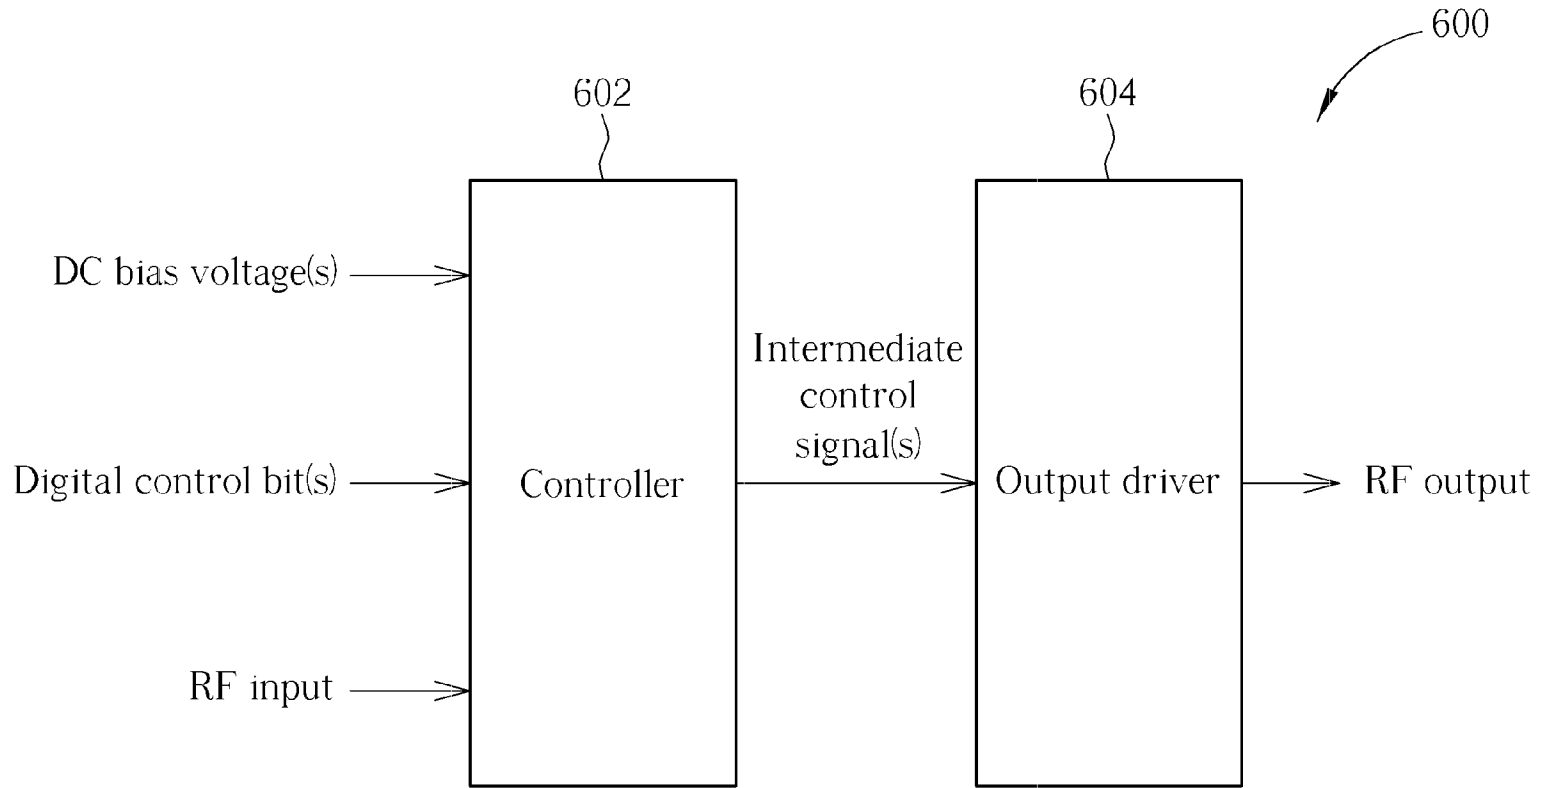 600
602
604
DC bias voltage(s)
Intermediate
control
signal(s)
Digital control bit(s)
Controller
Output driver
RF output
RF input